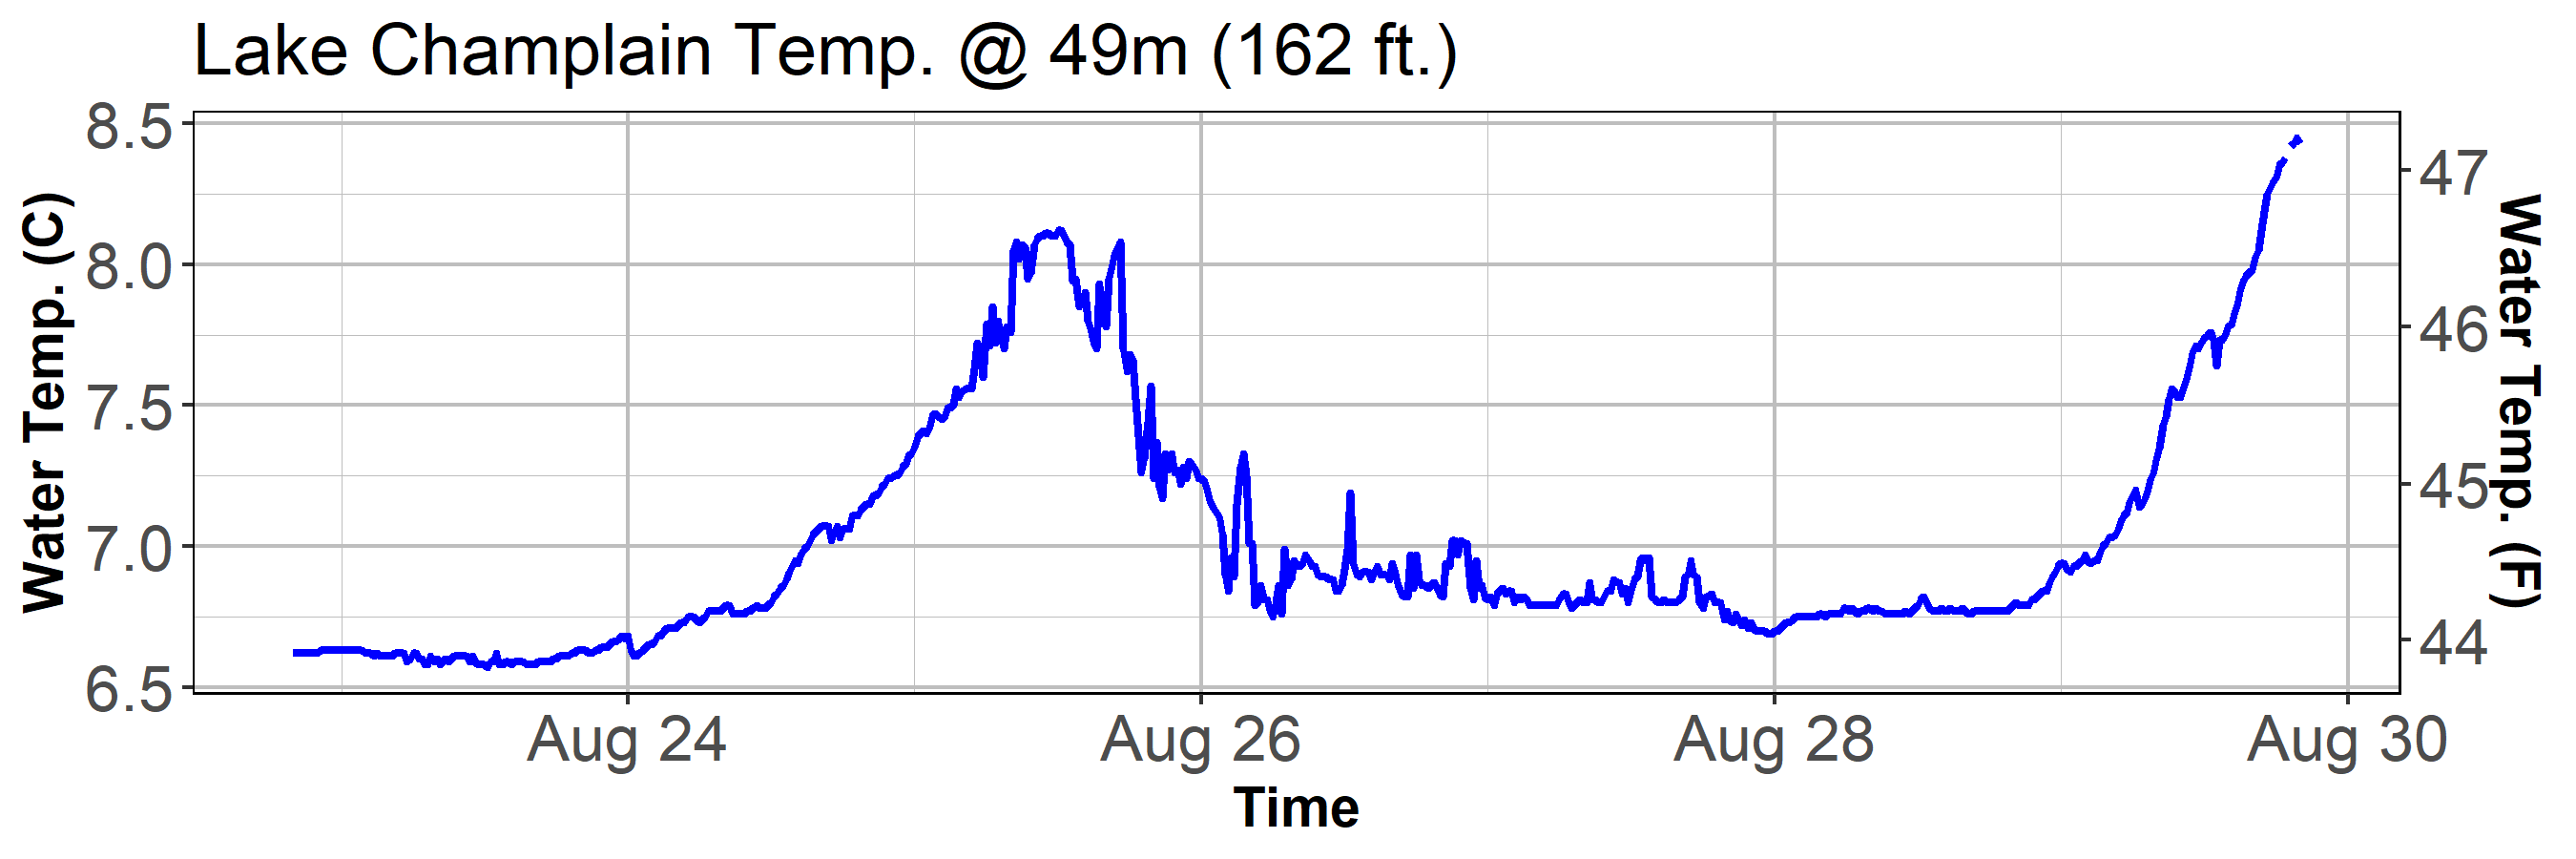 Lake Champlain Temp. @ 49m (162 ft.)
Water Temp. (C)
8.5
8.0
7.5
7.0
6.5
47
46
45
44
Water Temp. (F)
Aug 24 Aug 26 Aug 28 Aug 30
Time